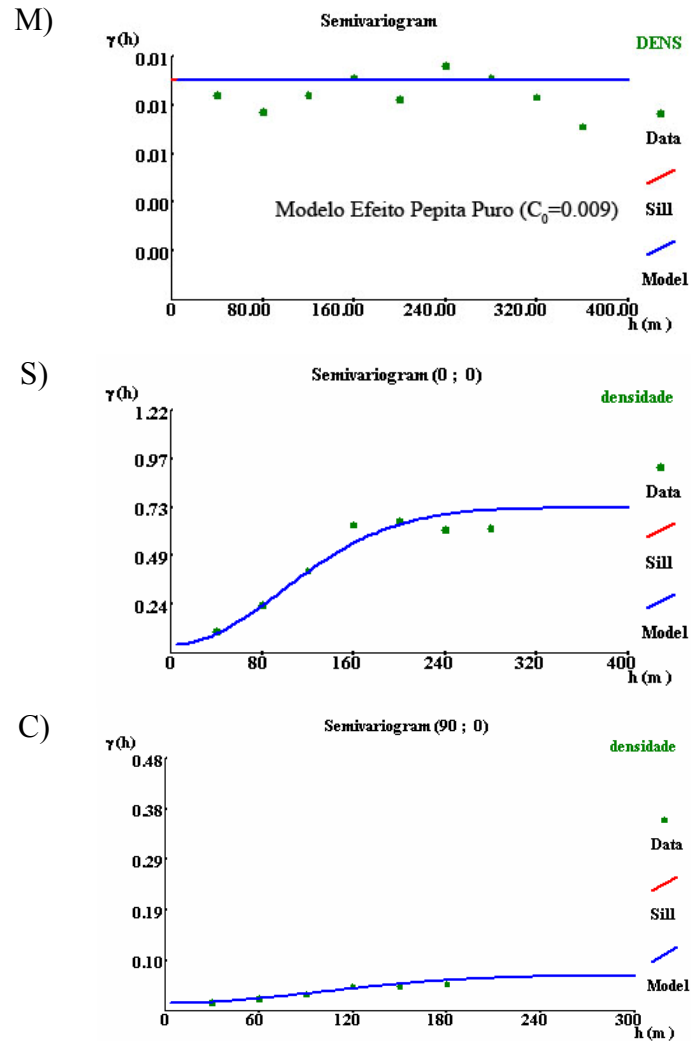 M)
Semivariogram
γ(h)
DENS
0.01
0.01
0.01
0.00
0.00
Modelo Efeito Pepita Puro (C₀=0.009)
Data
Sill
Model
0 80.00 160.00 240.00 320.00 400.00
h (m )
S)
Semivariogram (0 ; 0)
γ(h)
densidade
1.22
0.97
0.73
0.49
0.24
Data
Sill
Model
0 80 160 240 320 400
h (m )
C)
Semivariogram (90 ; 0)
γ(h)
densidade
0.48
0.38
0.29
0.19
0.10
Data
Sill
Model
0 60 120 180 240 300
h (m )